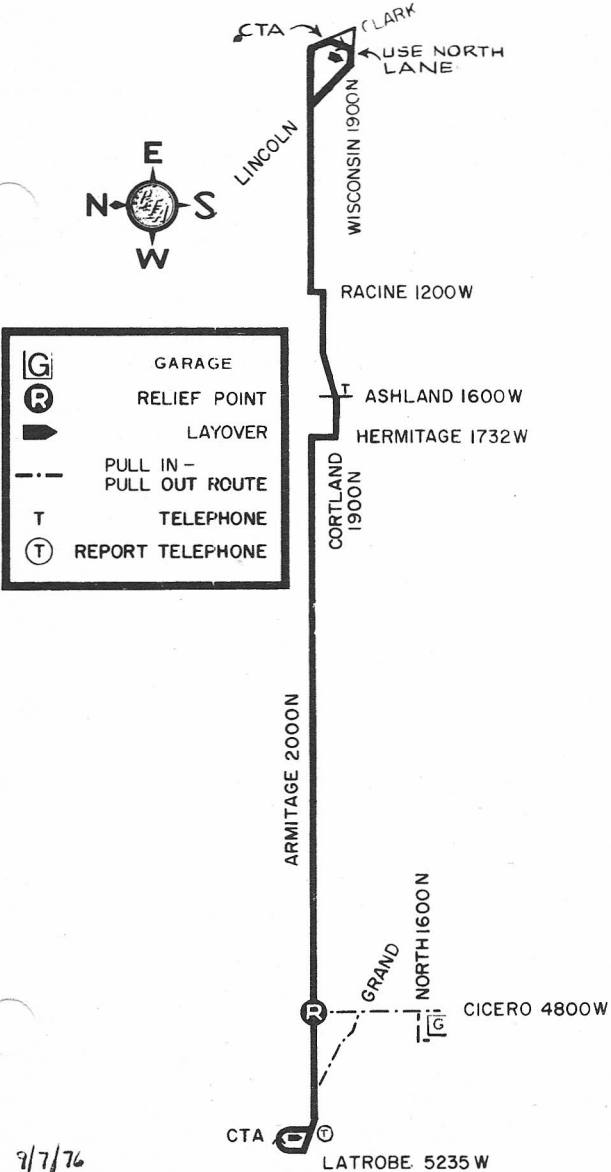 CLARK
CTA
USE NORTH
LANE
LINCOLN
WISCONSIN 1900N
E
N
S
W
RACINE 1200W
G GARAGE
R RELIEF POINT
LAYOVER
PULL IN –
PULL OUT ROUTE
T TELEPHONE
T REPORT TELEPHONE
T
ASHLAND 1600W
HERMITAGE 1732W
CORTLAND
1900N
ARMITAGE 2000N
GRAND
NORTH 1600N
R
CICERO 4800W
G
CTA
T
LATROBE 5235W
9/7/76